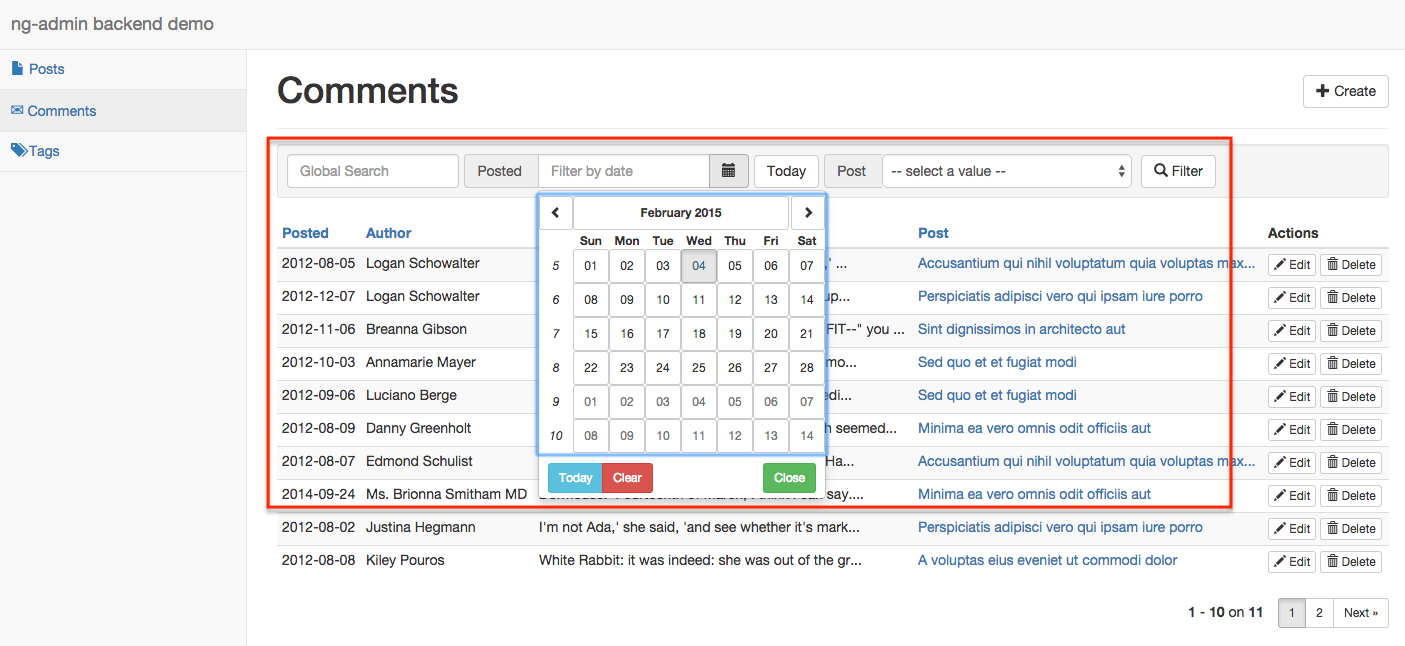 ng-admin backend demo
Posts
Comments
Tags
Comments
Create
Global Search Posted Filter by date Today Post -- select a value -- Filter
February 2015
Sun Mon Tue Wed Thu Fri Sat
5 01 02 03 04 05 06 07
6 08 09 10 11 12 13 14
7 15 16 17 18 19 20 21
8 22 23 24 25 26 27 28
9 01 02 03 04 05 06 07
10 08 09 10 11 12 13 14
Today Clear Close
Posted Author Post Actions
2012-08-05 Logan Schowalter ,' ... Accusantium qui nihil voluptatum quia voluptas max... Edit Delete
2012-12-07 Logan Schowalter up... Perspiciatis adipisci vero qui ipsam iure porro Edit Delete
2012-11-06 Breanna Gibson FIT--" you ... Sint dignissimos in architecto aut Edit Delete
2012-10-03 Annamarie Mayer mo... Sed quo et et fugiat modi Edit Delete
2012-09-06 Luciano Berge edi... Sed quo et et fugiat modi Edit Delete
2012-08-09 Danny Greenholt h seemed... Minima ea vero omnis odit officiis aut Edit Delete
2012-08-07 Edmond Schulist Ha... Accusantium qui nihil voluptatum quia voluptas max... Edit Delete
2014-09-24 Ms. Brionna Smitham MD say.... Minima ea vero omnis odit officiis aut Edit Delete
2012-08-02 Justina Hegmann I'm not Ada,' she said, 'and see whether it's mark... Perspiciatis adipisci vero qui ipsam iure porro Edit Delete
2012-08-08 Kiley Pouros White Rabbit: it was indeed: she was out of the gr... A voluptas eius eveniet ut commodi dolor Edit Delete
1 - 10 on 11 1 2 Next »